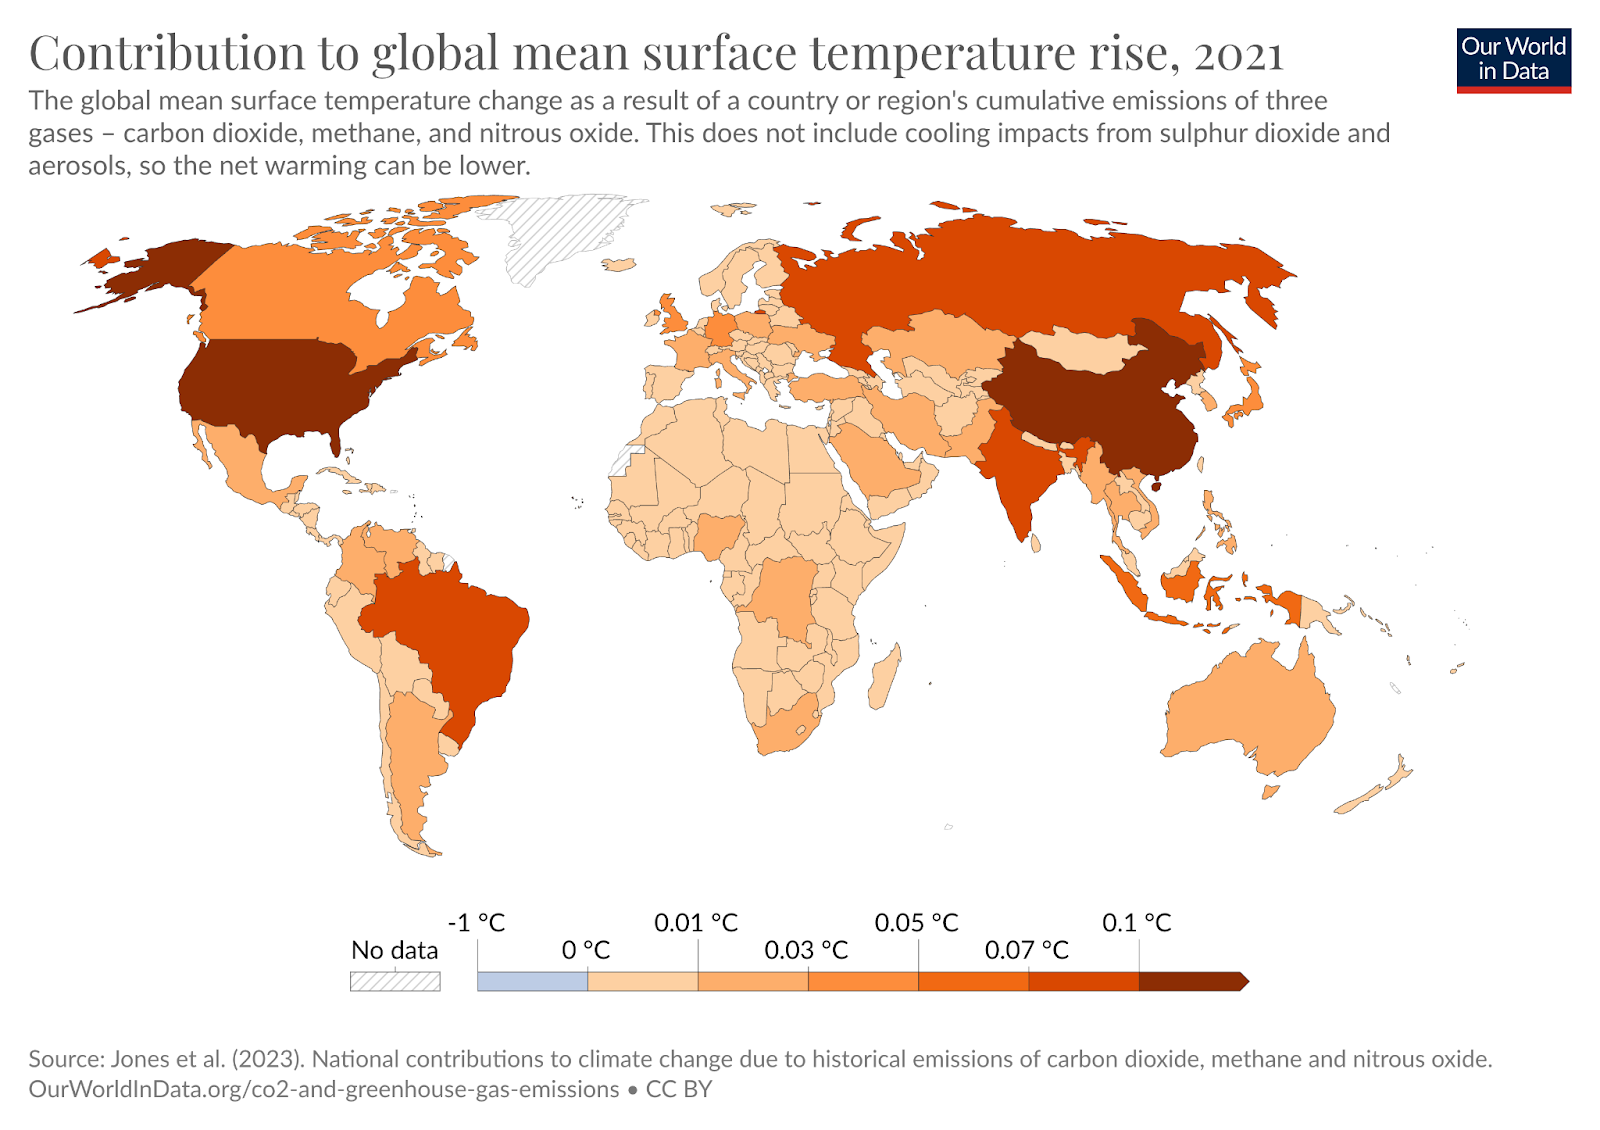 Contribution to global mean surface temperature rise, 2021
Our World
in Data
The global mean surface temperature change as a result of a country or region's cumulative emissions of three
gases – carbon dioxide, methane, and nitrous oxide. This does not include cooling impacts from sulphur dioxide and
aerosols, so the net warming can be lower.
-1 °C 0.01 °C 0.05 °C 0.1 °C
No data 0 °C 0.03 °C 0.07 °C
Source: Jones et al. (2023). National contributions to climate change due to historical emissions of carbon dioxide, methane and nitrous oxide.
OurWorldInData.org/co2-and-greenhouse-gas-emissions • CC BY